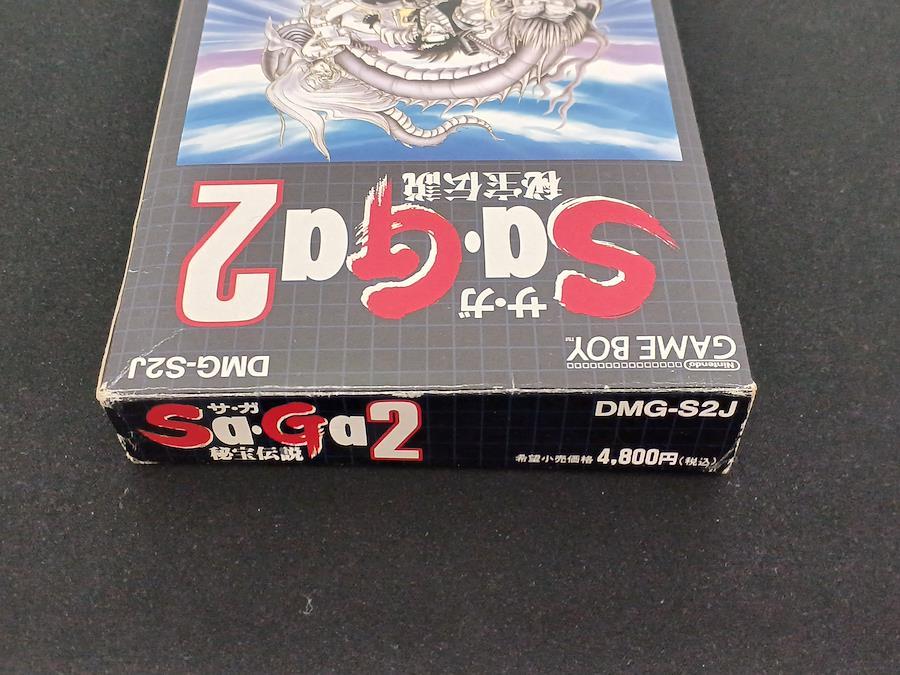 Nintendo
GAME BOY™
DMG-S2J
サ・ガ
Sa・Ga2
秘宝伝説
サ・ガ
Sa・Ga2
秘宝伝説
DMG-S2J
希望小売価格 4,800円(税込)